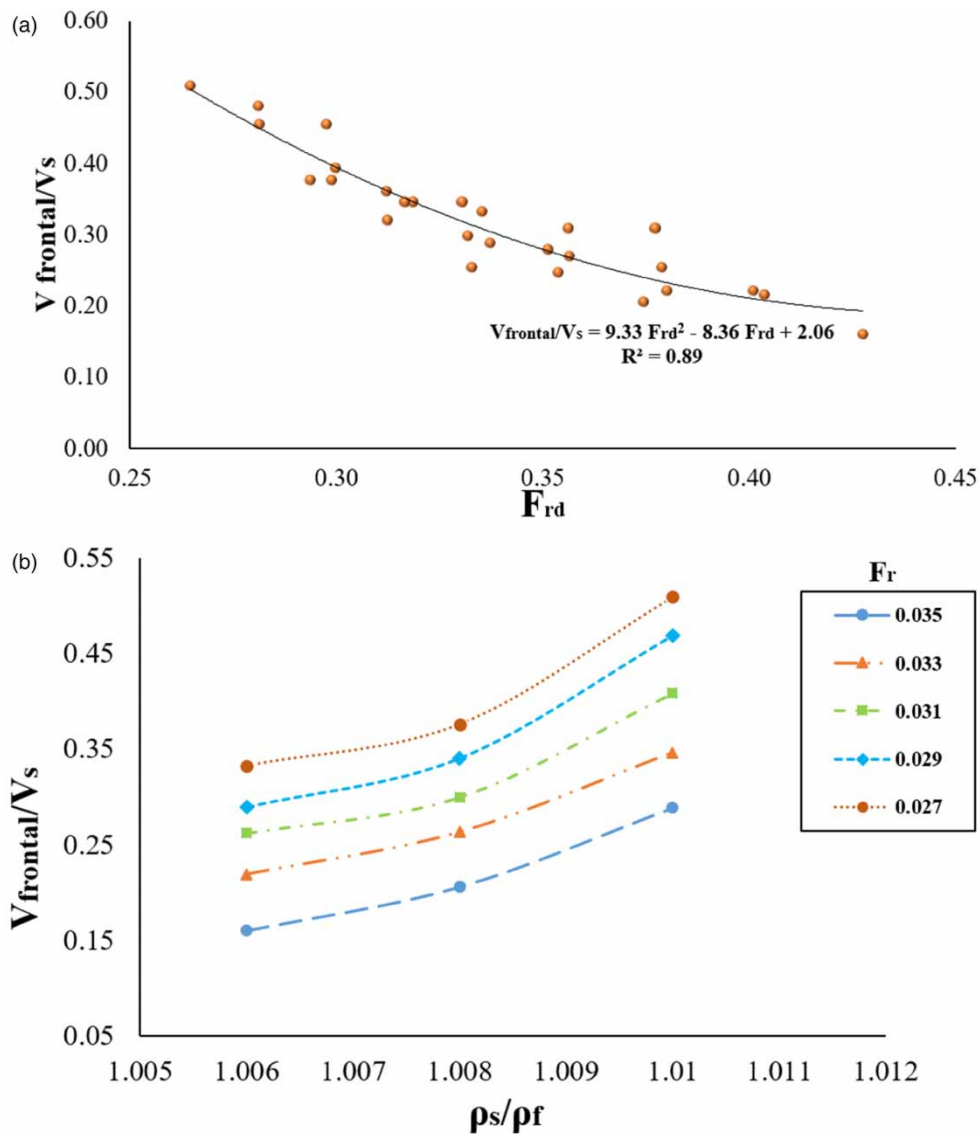 (a)
0.60
0.50
0.40
0.30
0.20
0.10
0.00
V frontal/Vs
Vfrontal/Vs = 9.33 Frd² - 8.36 Frd + 2.06
R² = 0.89
0.25 0.30 0.35 0.40 0.45
Frd
(b)
0.55
0.45
0.35
0.25
0.15
0.05
Vfrontal/Vs
Fr
0.035
0.033
0.031
0.029
0.027
1.005 1.006 1.007 1.008 1.009 1.01 1.011 1.012
ρs/ρf